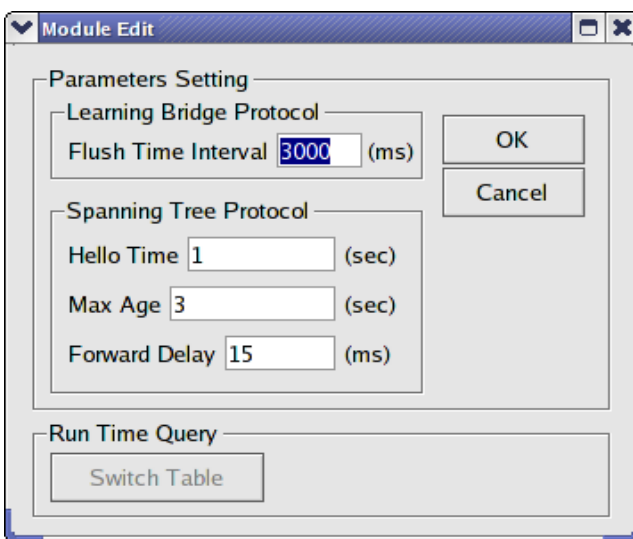 Module Edit
Parameters Setting
Learning Bridge Protocol
Flush Time Interval 3000 (ms)
OK
Cancel
Spanning Tree Protocol
Hello Time 1 (sec)
Max Age 3 (sec)
Forward Delay 15 (ms)
Run Time Query
Switch Table